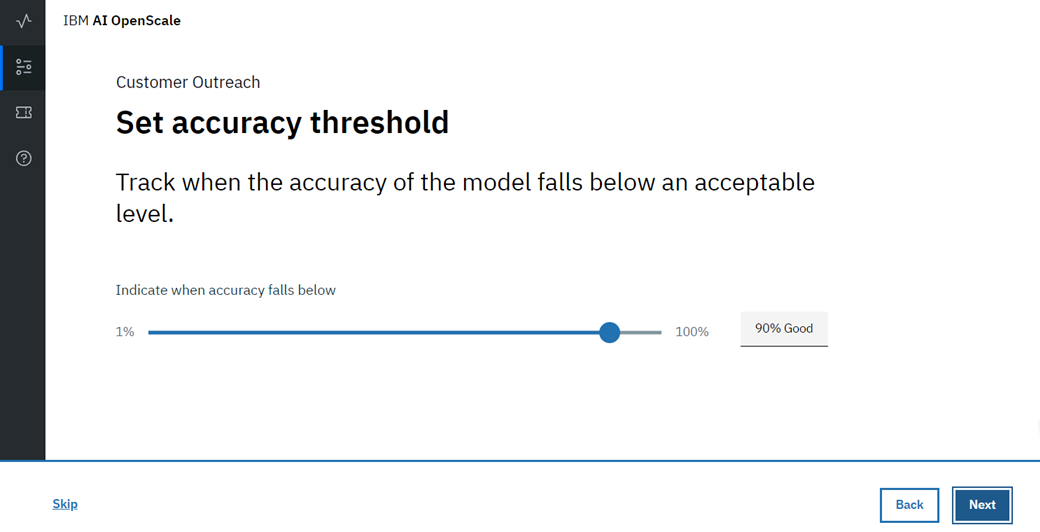 IBM AI OpenScale
Customer Outreach
Set accuracy threshold
Track when the accuracy of the model falls below an acceptable
level.
Indicate when accuracy falls below
1%
100%
90% Good
Skip
Back
Next